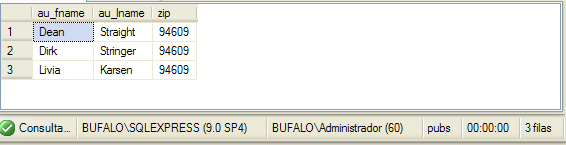 au_fname au_lname zip
1 Dean Straight 94609
2 Dirk Stringer 94609
3 Livia Karsen 94609
Consulta... BUFALO\SQLEXPRESS (9.0 SP4) BUFALO\Administrador (60) pubs 00:00:00 3 filas